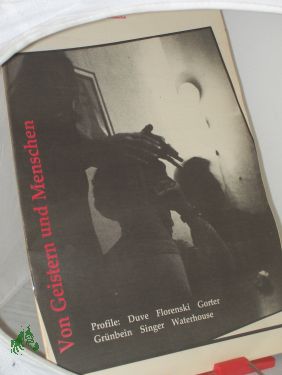 Von Geistern und Menschen
Profile: Duve Florenski Gorter
Grünbein Singer Waterhouse